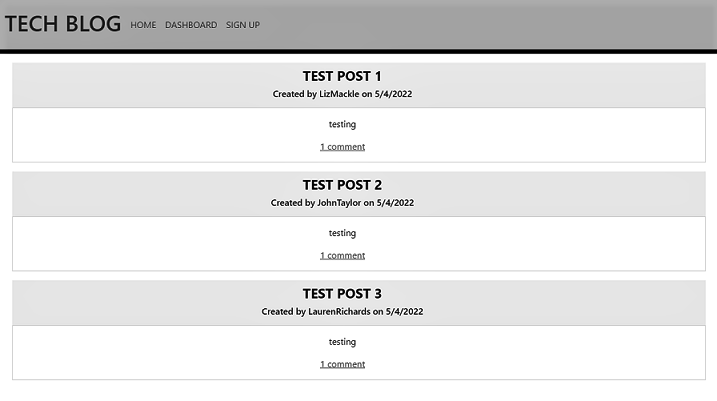 TECH BLOG HOME DASHBOARD SIGN UP
TEST POST 1
Created by LizMackle on 5/4/2022
testing
1 comment
TEST POST 2
Created by JohnTaylor on 5/4/2022
testing
1 comment
TEST POST 3
Created by LaurenRichards on 5/4/2022
testing
1 comment